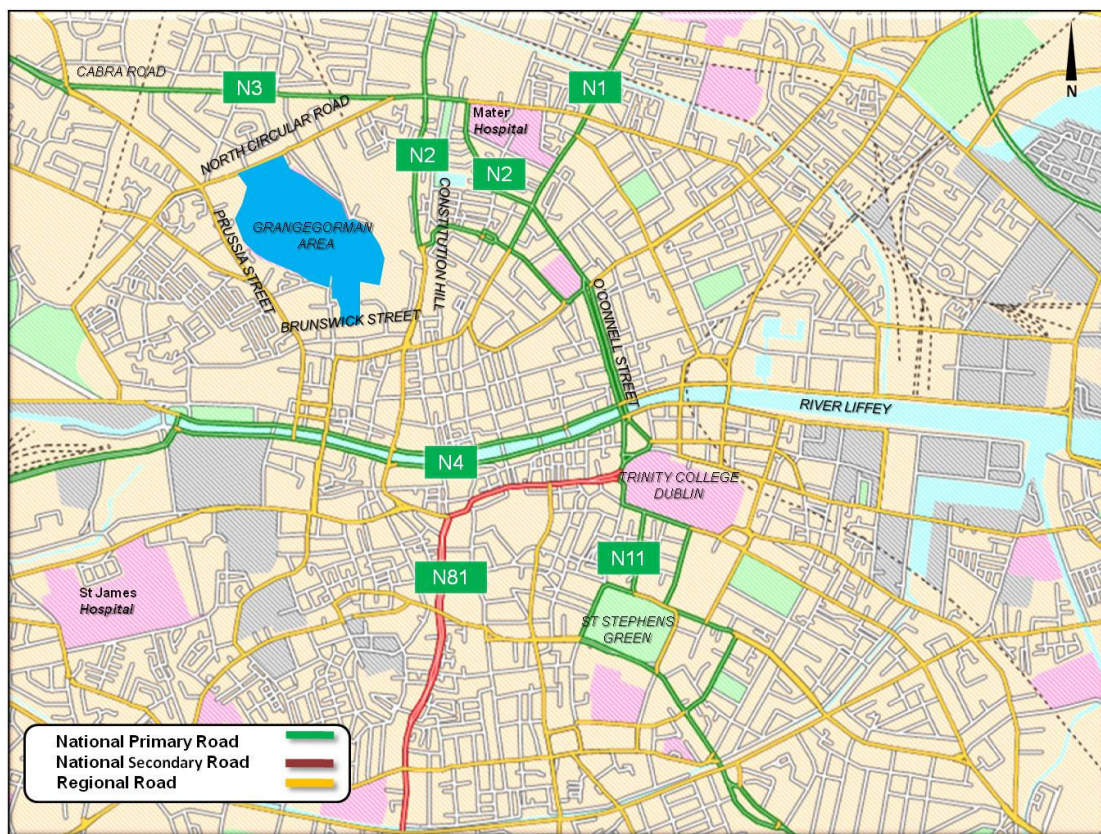 CABRA ROAD
N3
N1
N
Mater
Hospital
NORTH CIRCULAR ROAD
N2
N2
CONSTITUTION HILL
PRUSSIA STREET
GRANGEGORMAN
AREA
BRUNSWICK STREET
O'CONNELL STREET
RIVER LIFFEY
N4
TRINITY COLLEGE
DUBLIN
N11
N81
St James
Hospital
ST STEPHENS
GREEN
National Primary Road
National Secondary Road
Regional Road